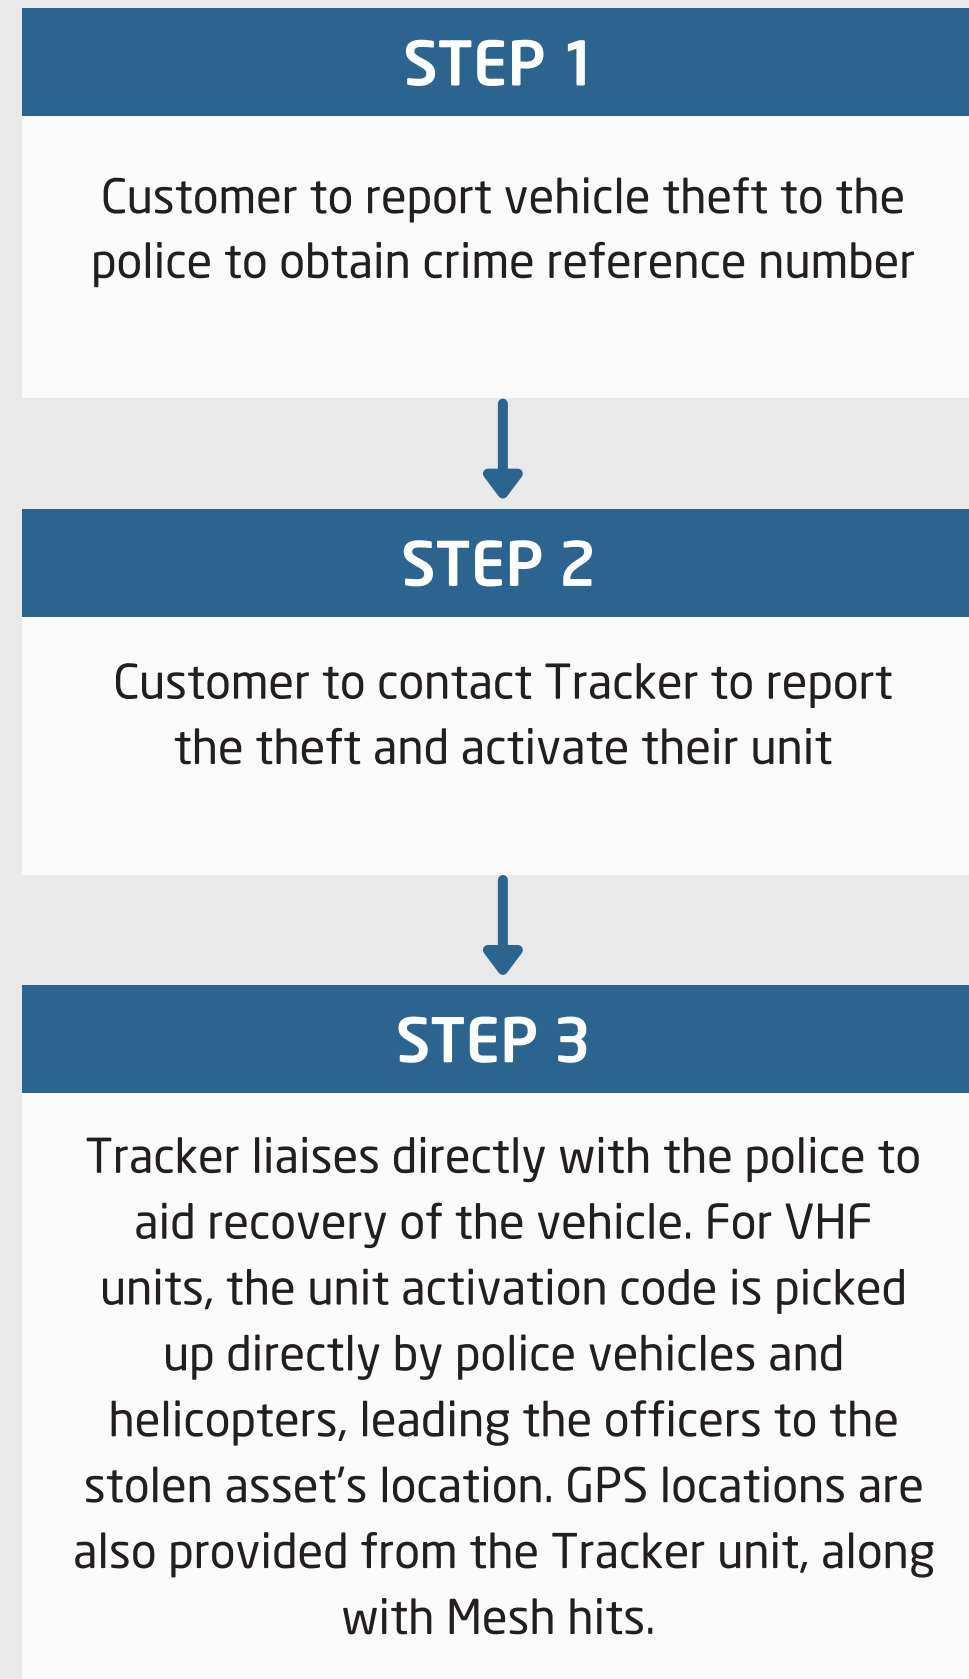 STEP 1
Customer to report vehicle theft to the
police to obtain crime reference number
STEP 2
Customer to contact Tracker to report
the theft and activate their unit
STEP 3
Tracker liaises directly with the police to
aid recovery of the vehicle. For VHF
units, the unit activation code is picked
up directly by police vehicles and
helicopters, leading the officers to the
stolen asset’s location. GPS locations are
also provided from the Tracker unit, along
with Mesh hits.